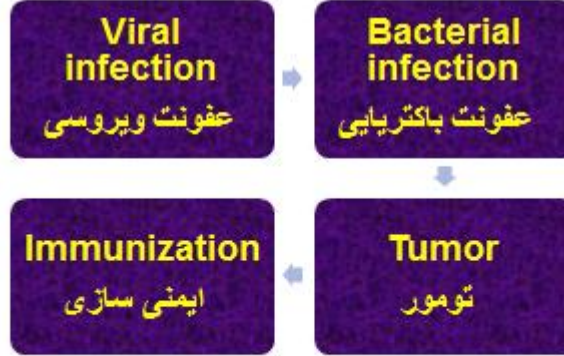 Viral
infection
عفونت ویروسی
Bacterial
infection
عفونت باکتریایی
Tumor
تومور
Immunization
ایمنی سازی